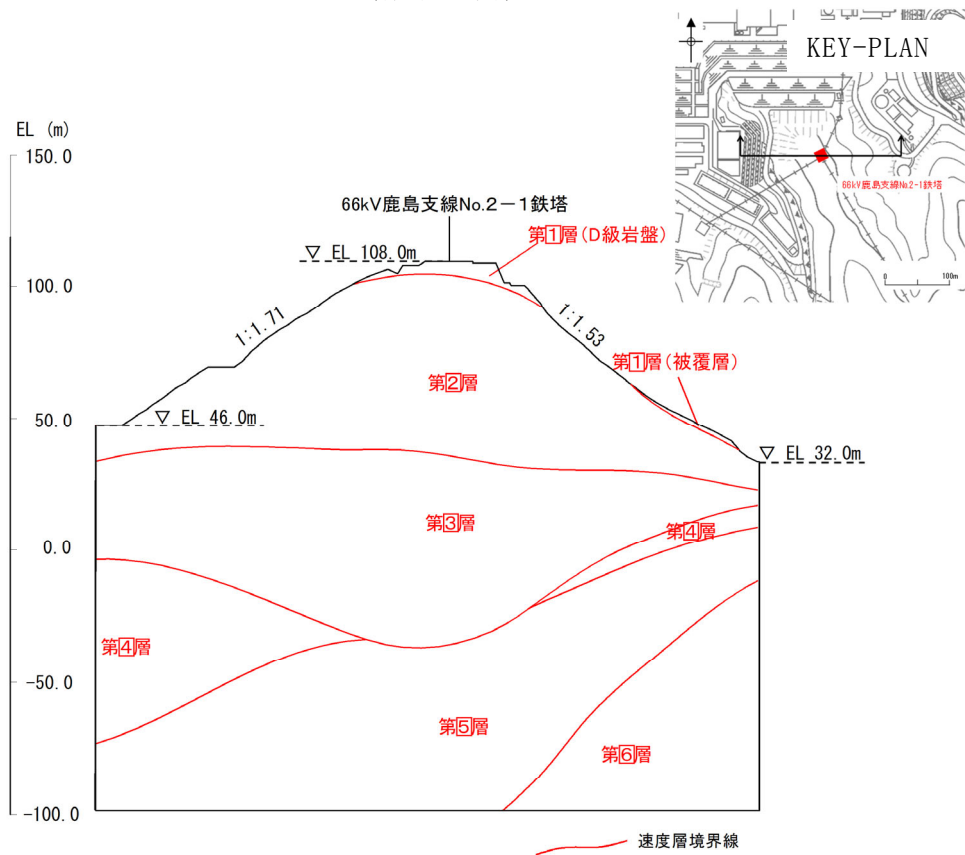 KEY-PLAN
66kV鹿島支線No.2-1鉄塔
0
100m
EL (m)
150.0
100.0
50.0
0.0
-50.0
-100.0
66kV鹿島支線No.2-1鉄塔
▽ EL 108.0m
第1層(D級岩盤)
1:1.71
1:1.53
第1層(被覆層)
第2層
▽ EL 46.0m
▽ EL 32.0m
第3層
第4層
第4層
第5層
第6層
速度層境界線